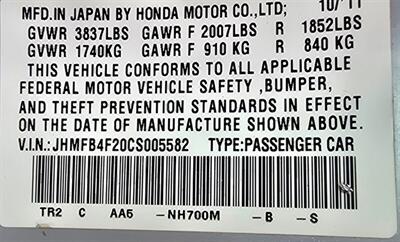 MFD.IN JAPAN BY HONDA MOTOR CO.,LTD; 10/'11
GVWR 3837LBS GAWR F 2007LBS R 1852LBS
GVWR 1740KG GAWR F 910 KG R 840 KG
THIS VEHICLE CONFORMS TO ALL APPLICABLE
FEDERAL MOTOR VEHICLE SAFETY ,BUMPER,
AND THEFT PREVENTION STANDARDS IN EFFECT
ON THE DATE OF MANUFACTURE SHOWN ABOVE.
V.I.N.:JHMFB4F20CS005582 TYPE:PASSENGER CAR
TR2 C AA5 -NH700M -B -S